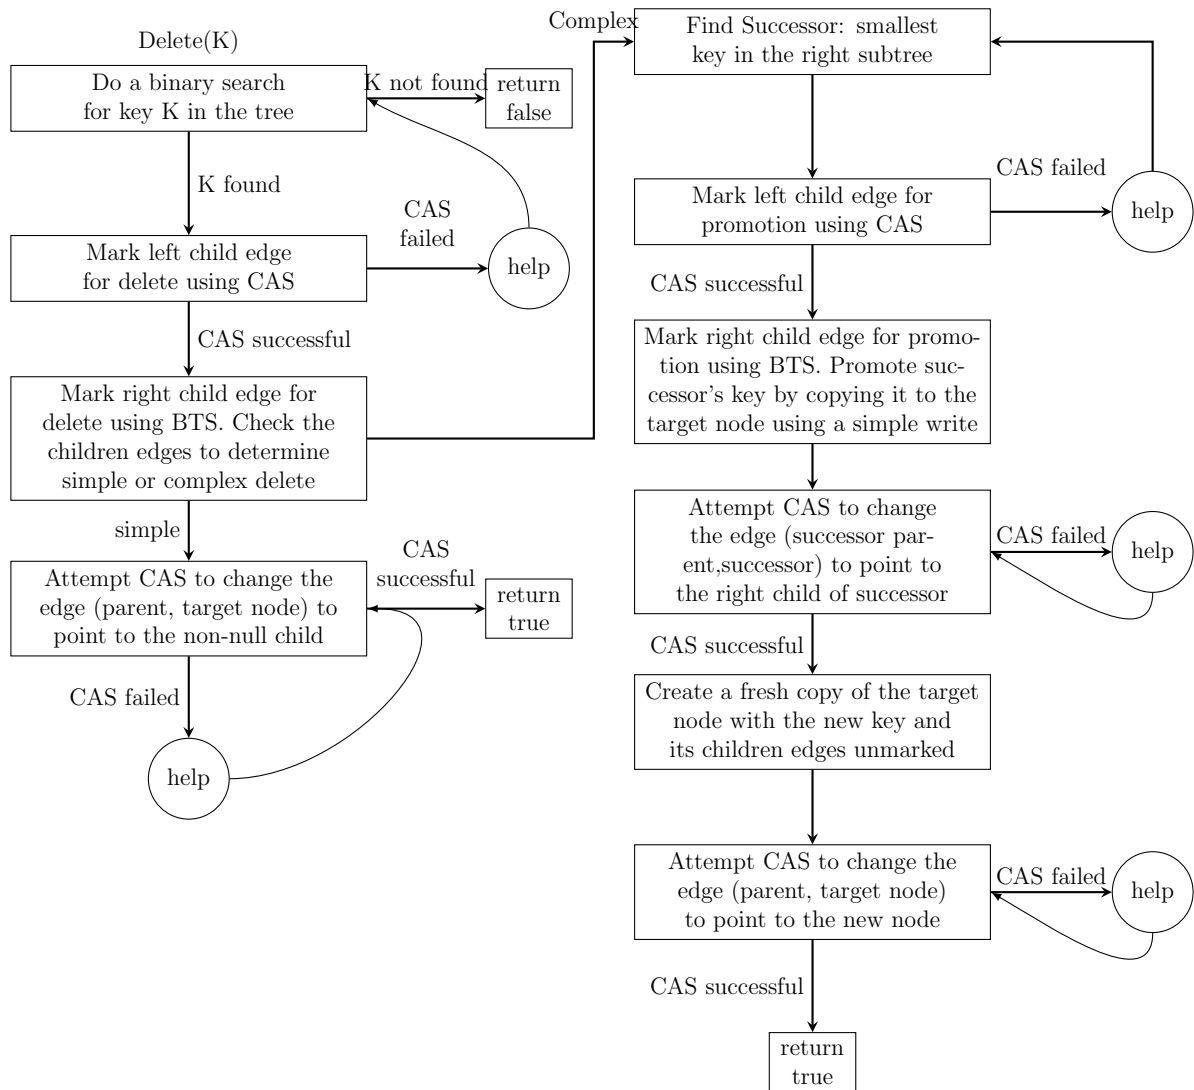 Delete(K)
Do a binary search
for key K in the tree
K not found
return
false
K found
Mark left child edge
for delete using CAS
CAS
failed
help
CAS successful
Mark right child edge for
delete using BTS. Check the
children edges to determine
simple or complex delete
simple
Attempt CAS to change the
edge (parent, target node) to
point to the non-null child
CAS
successful
return
true
CAS failed
help
Complex
Find Successor: smallest
key in the right subtree
Mark left child edge for
promotion using CAS
CAS failed
help
CAS successful
Mark right child edge for promo-
tion using BTS. Promote suc-
cessor's key by copying it to the
target node using a simple write
Attempt CAS to change
the edge (successor par-
ent,successor) to point to
the right child of successor
CAS failed
help
CAS successful
Create a fresh copy of the target
node with the new key and
its children edges unmarked
Attempt CAS to change the
edge (parent, target node)
to point to the new node
CAS failed
help
CAS successful
return
true